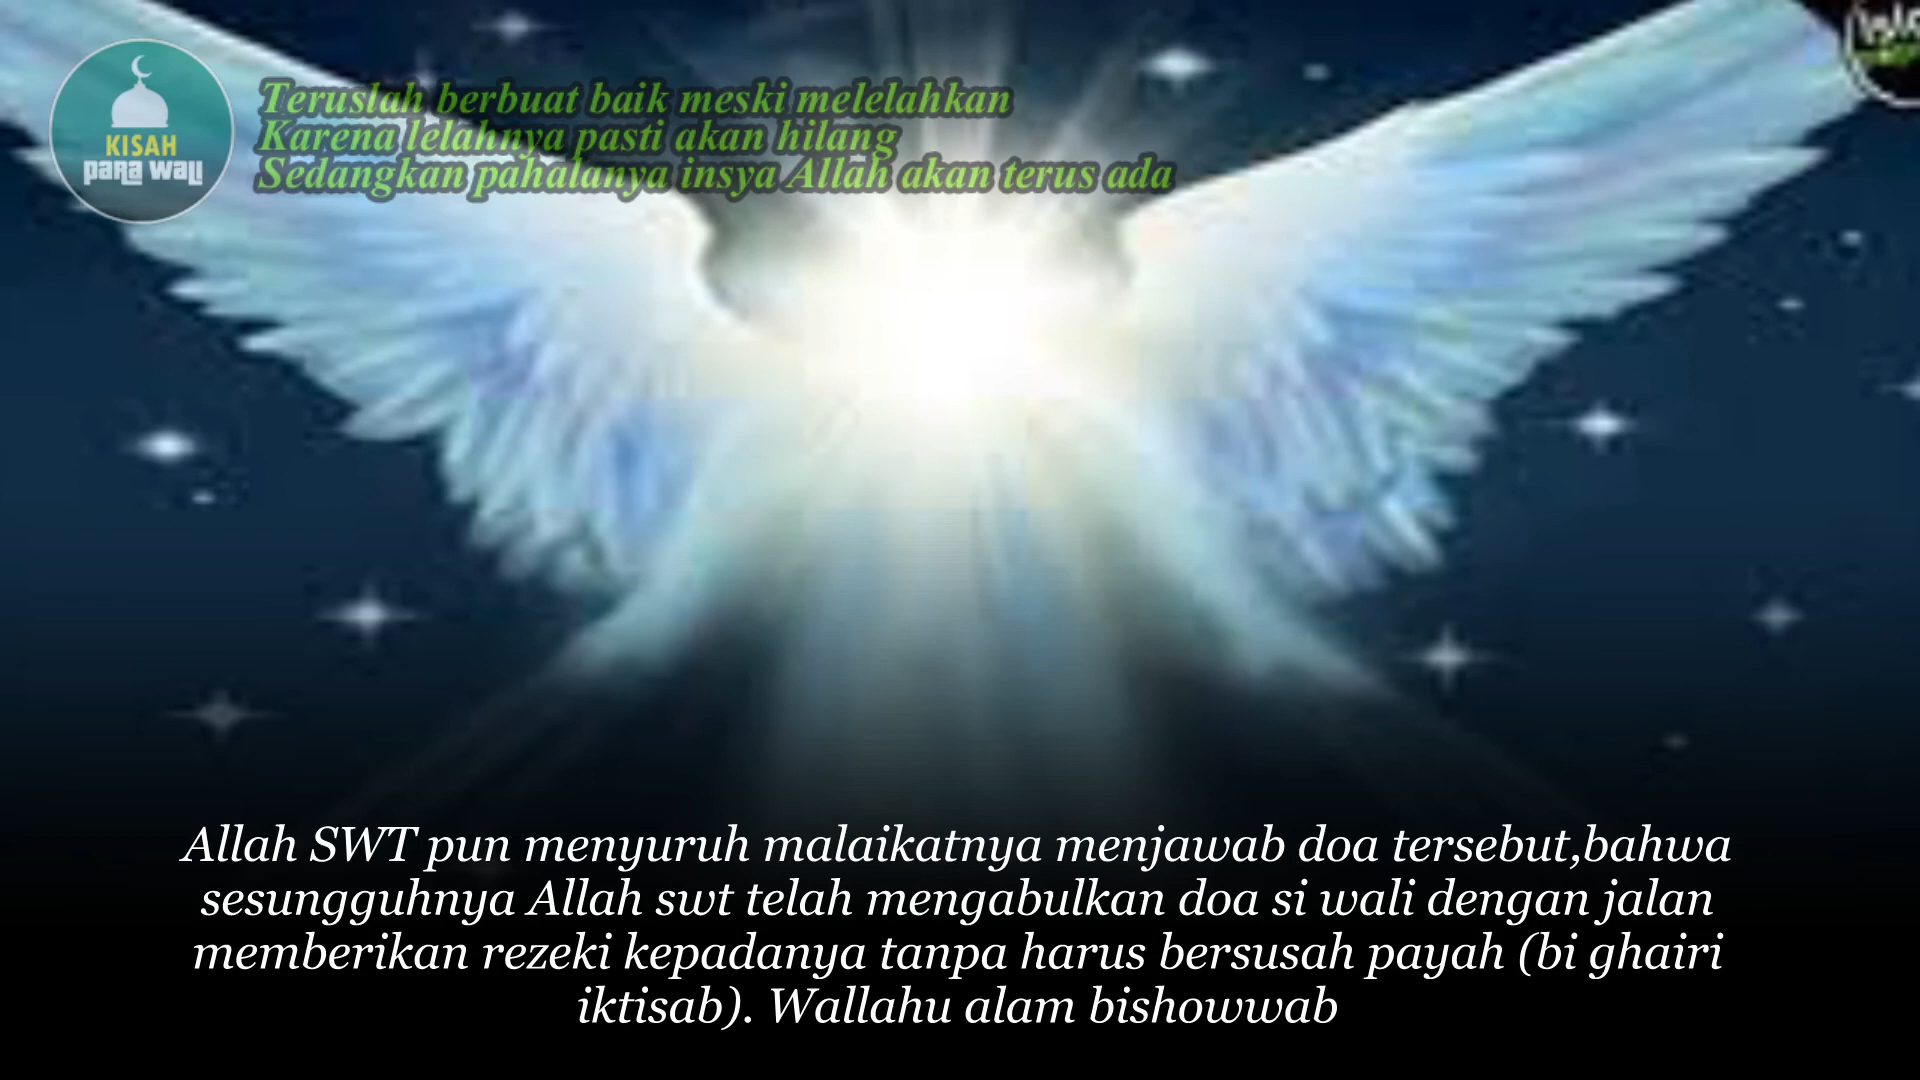 KISAH
para wali
Teruslah berbuat baik meski melelahkan
Karena lelahnya pasti akan hilang
Sedangkan pahalanya insya Allah akan terus ada
Allah SWT pun menyuruh malaikatnya menjawab doa tersebut,bahwa
sesungguhnya Allah swt telah mengabulkan doa si wali dengan jalan
memberikan rezeki kepadanya tanpa harus bersusah payah (bi ghairi
iktisab). Wallahu alam bishowwab